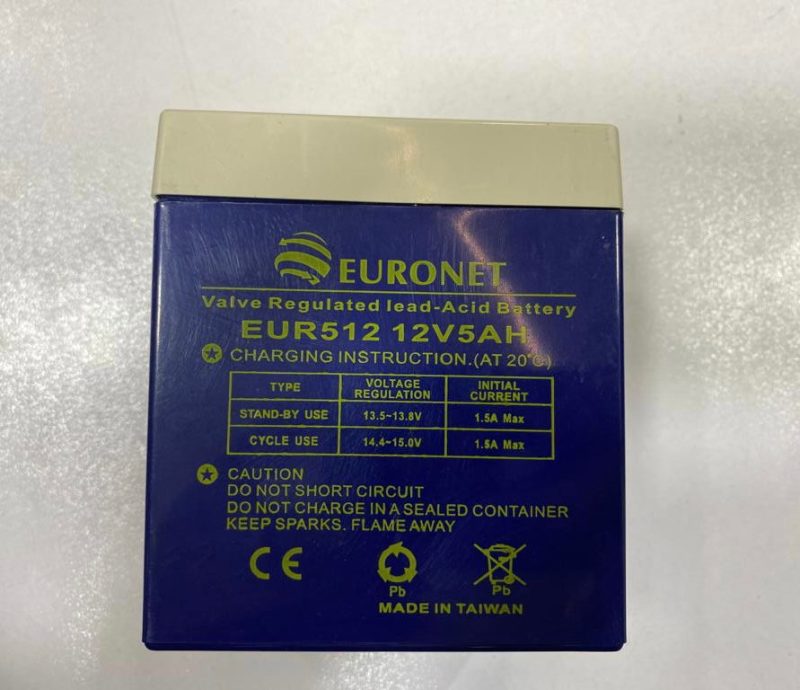 EURONET
Valve Regulated lead-Acid Battery
EUR512 12V5AH
CHARGING INSTRUCTION.(AT 20°C)
TYPE VOLTAGE REGULATION INITIAL CURRENT
STAND-BY USE 13.5~13.8V 1.5A Max
CYCLE USE 14.4~15.0V 1.5A Max
CAUTION
DO NOT SHORT CIRCUIT
DO NOT CHARGE IN A SEALED CONTAINER
KEEP SPARKS. FLAME AWAY
CE
Pb Pb
MADE IN TAIWAN